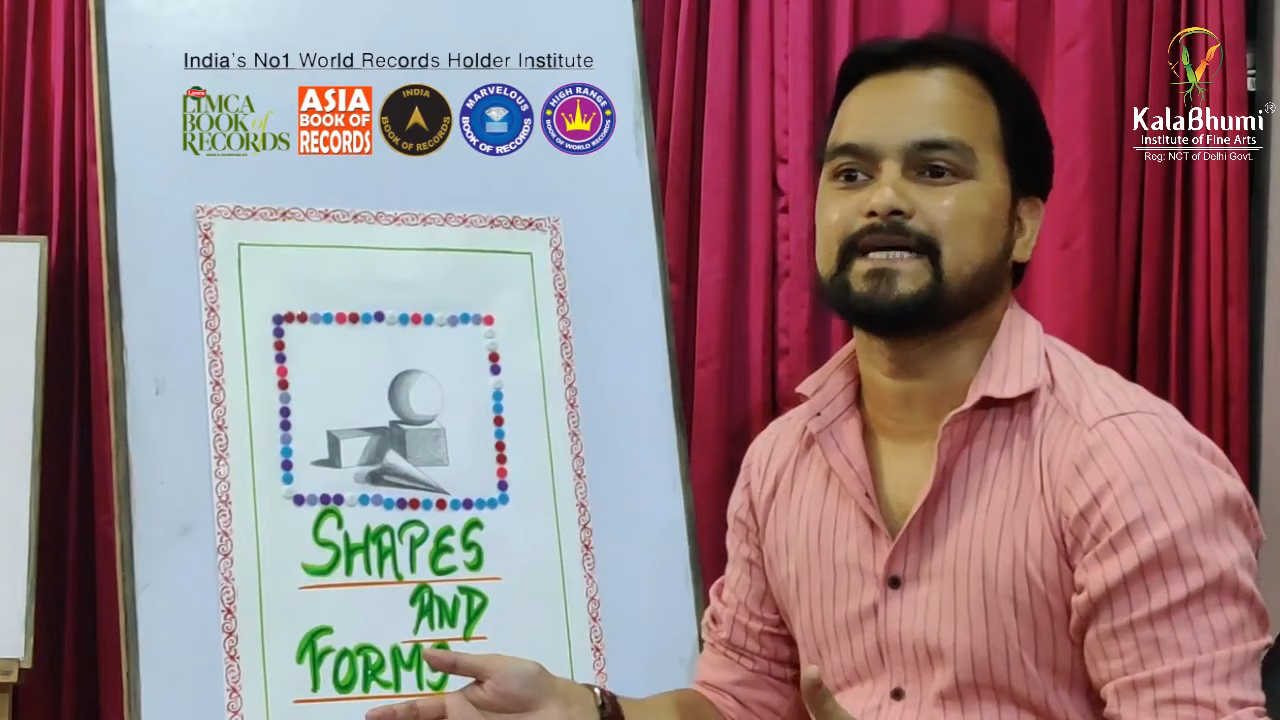 India's No1 World Records Holder Institute
Limca
LIMCA
BOOK of
RECORDS
ASIA
BOOK OF
RECORDS
INDIA
BOOK OF RECORDS
MARVELOUS
BOOK OF RECORDS
HIGH RANGE
BOOK OF WORLD RECORDS
KalaBhumi®
Institute of Fine Arts
Reg: NCT of Delhi Govt.
SHAPES
AND
FORMS